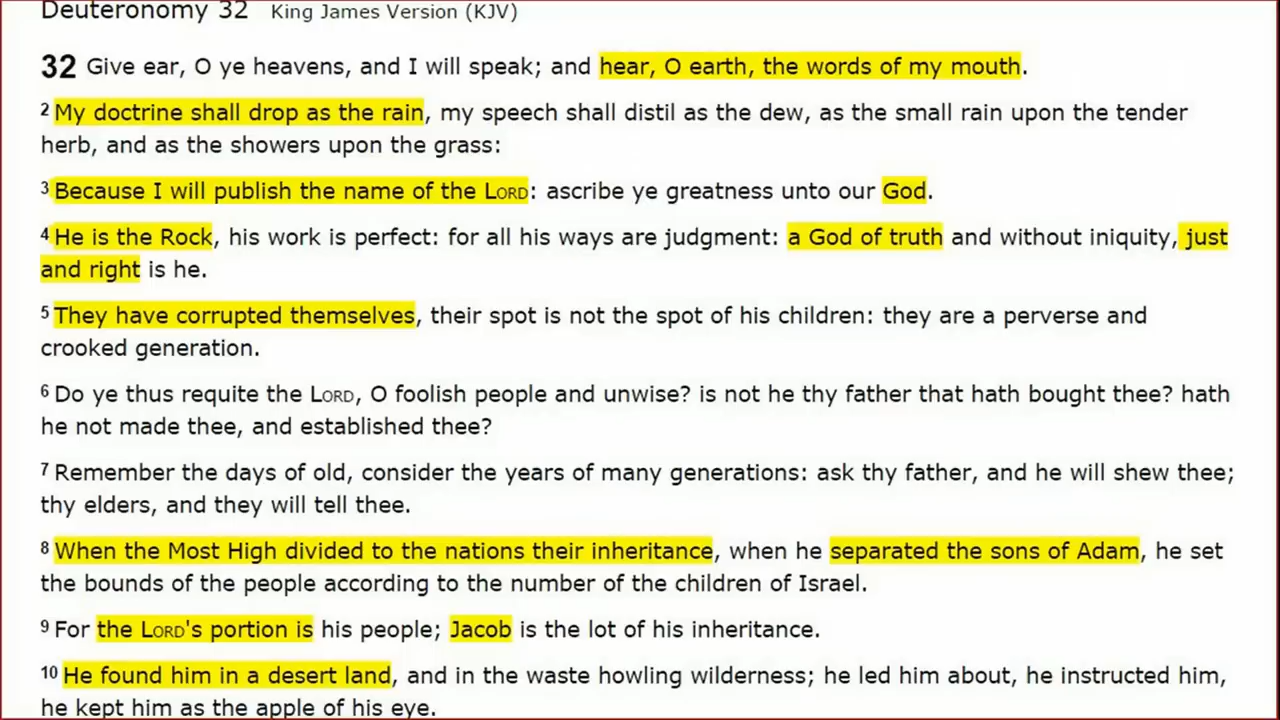 Deuteronomy 32 King James Version (KJV)
32 Give ear, O ye heavens, and I will speak; and hear, O earth, the words of my mouth.
2 My doctrine shall drop as the rain, my speech shall distil as the dew, as the small rain upon the tender
herb, and as the showers upon the grass:
3 Because I will publish the name of the LORD: ascribe ye greatness unto our God.
4 He is the Rock, his work is perfect: for all his ways are judgment: a God of truth and without iniquity, just
and right is he.
5 They have corrupted themselves, their spot is not the spot of his children: they are a perverse and
crooked generation.
6 Do ye thus requite the LORD, O foolish people and unwise? is not he thy father that hath bought thee? hath
he not made thee, and established thee?
7 Remember the days of old, consider the years of many generations: ask thy father, and he will shew thee;
thy elders, and they will tell thee.
8 When the Most High divided to the nations their inheritance, when he separated the sons of Adam, he set
the bounds of the people according to the number of the children of Israel.
9 For the LORD's portion is his people; Jacob is the lot of his inheritance.
10 He found him in a desert land, and in the waste howling wilderness; he led him about, he instructed him,
he kept him as the apple of his eye.